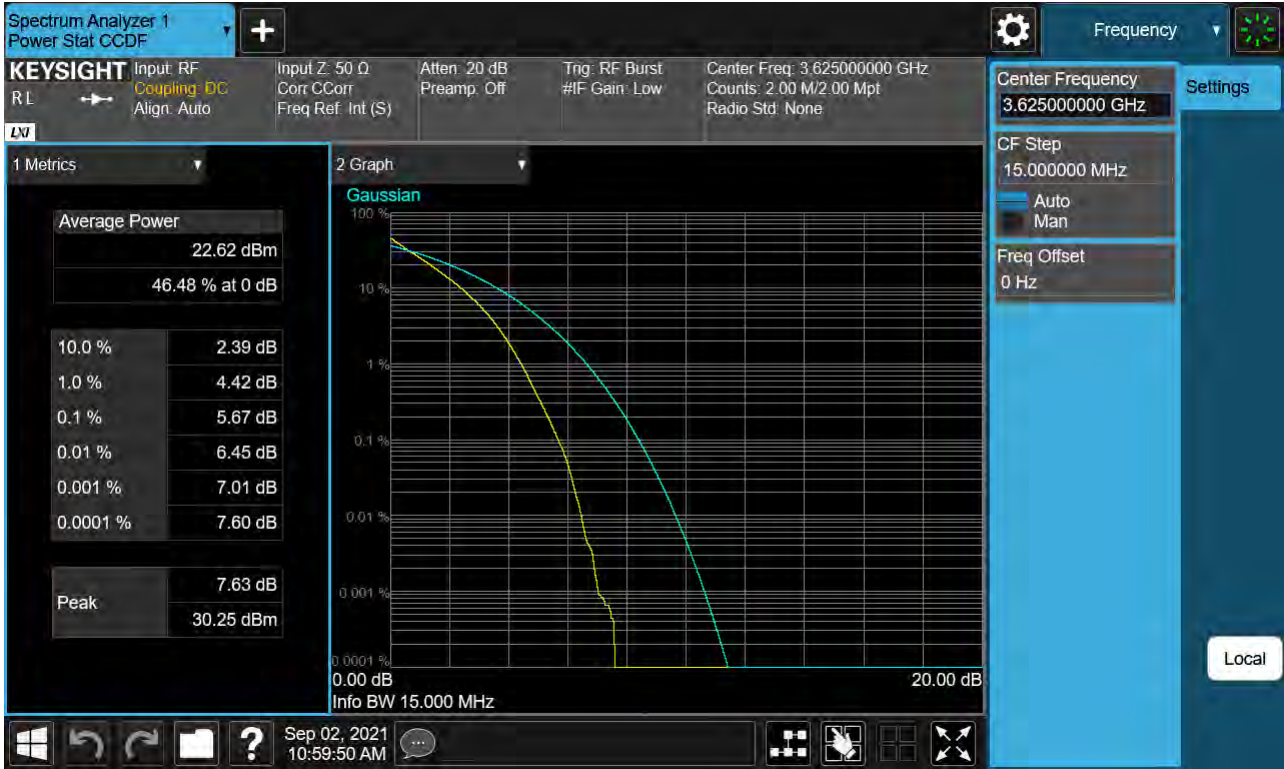 Spectrum Analyzer 1
Power Stat CCDF
Frequency
KEYSIGHT
R L
LXI
Input: RF
Coupling: DC
Align: Auto
Input Z: 50 Ω
Corr CCorr
Freq Ref: Int (S)
Atten: 20 dB
Preamp: Off
Trig: RF Burst
#IF Gain: Low
Center Freq: 3.625000000 GHz
Counts: 2.00 M/2.00 Mpt
Radio Std: None
1 Metrics
Average Power
22.62 dBm
46.48 % at 0 dB
10.0 % 2.39 dB
1.0 % 4.42 dB
0.1 % 5.67 dB
0.01 % 6.45 dB
0.001 % 7.01 dB
0.0001 % 7.60 dB
Peak
7.63 dB
30.25 dBm
2 Graph
Gaussian
100 %
10 %
1 %
0.1 %
0.01 %
0.001 %
0.0001 %
0.00 dB 20.00 dB
Info BW 15.000 MHz
Center Frequency
3.625000000 GHz
CF Step
15.000000 MHz
Auto
Man
Freq Offset
0 Hz
Settings
Local
?
Sep 02, 2021
10:59:50 AM